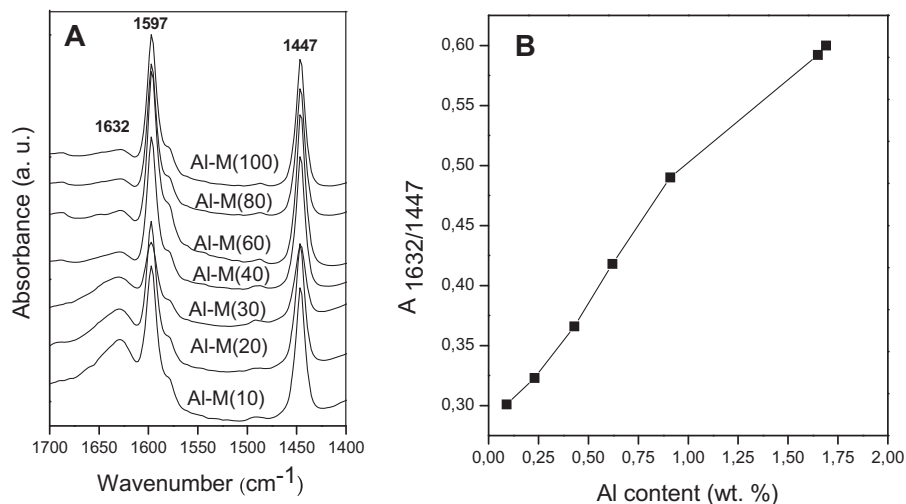 A
1597
1447
1632
Al-M(100)
Al-M(80)
Al-M(60)
Al-M(40)
Al-M(30)
Al-M(20)
Al-M(10)
Absorbance (a. u.)
1700 1650 1600 1550 1500 1450 1400
Wavenumber (cm-1)
B
0,60
0,55
0,50
0,45
0,40
0,35
0,30
A 1632/1447
0,00 0,25 0,50 0,75 1,00 1,25 1,50 1,75 2,00
Al content (wt. %)